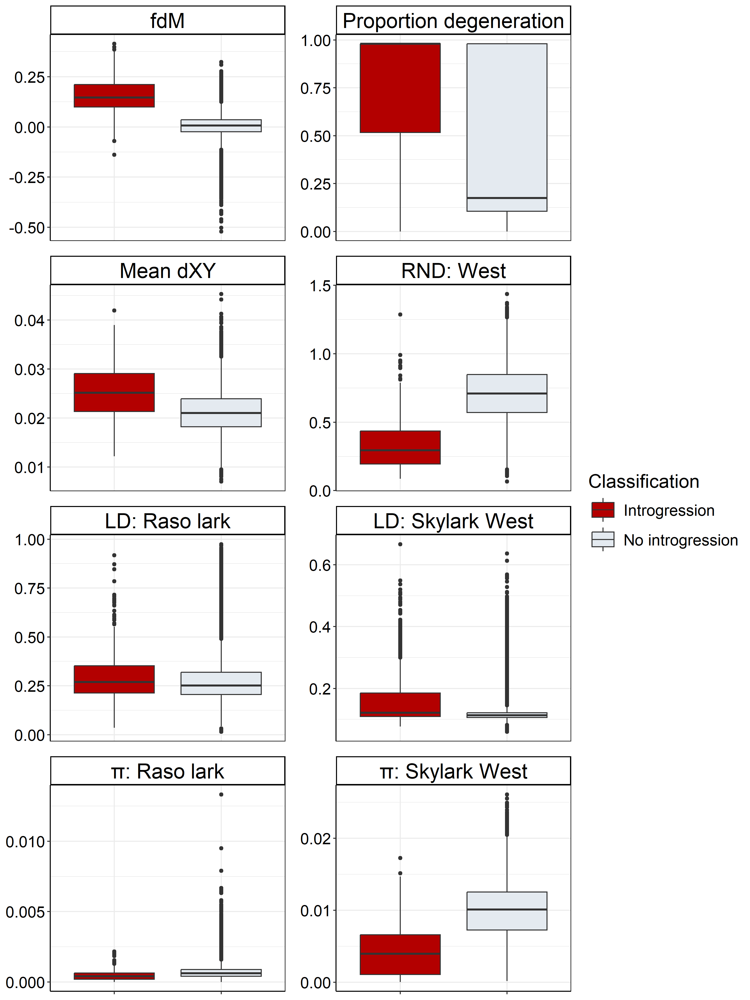 fdM
0.25
0.00
-0.25
-0.50
Proportion degeneration
1.00
0.75
0.50
0.25
0.00
Mean dXY
0.04
0.03
0.02
0.01
RND: West
1.5
1.0
0.5
0.0
LD: Raso lark
1.00
0.75
0.50
0.25
0.00
LD: Skylark West
0.6
0.4
0.2
π: Raso lark
0.010
0.005
0.000
π: Skylark West
0.02
0.01
0.00
Classification
Introgression
No introgression